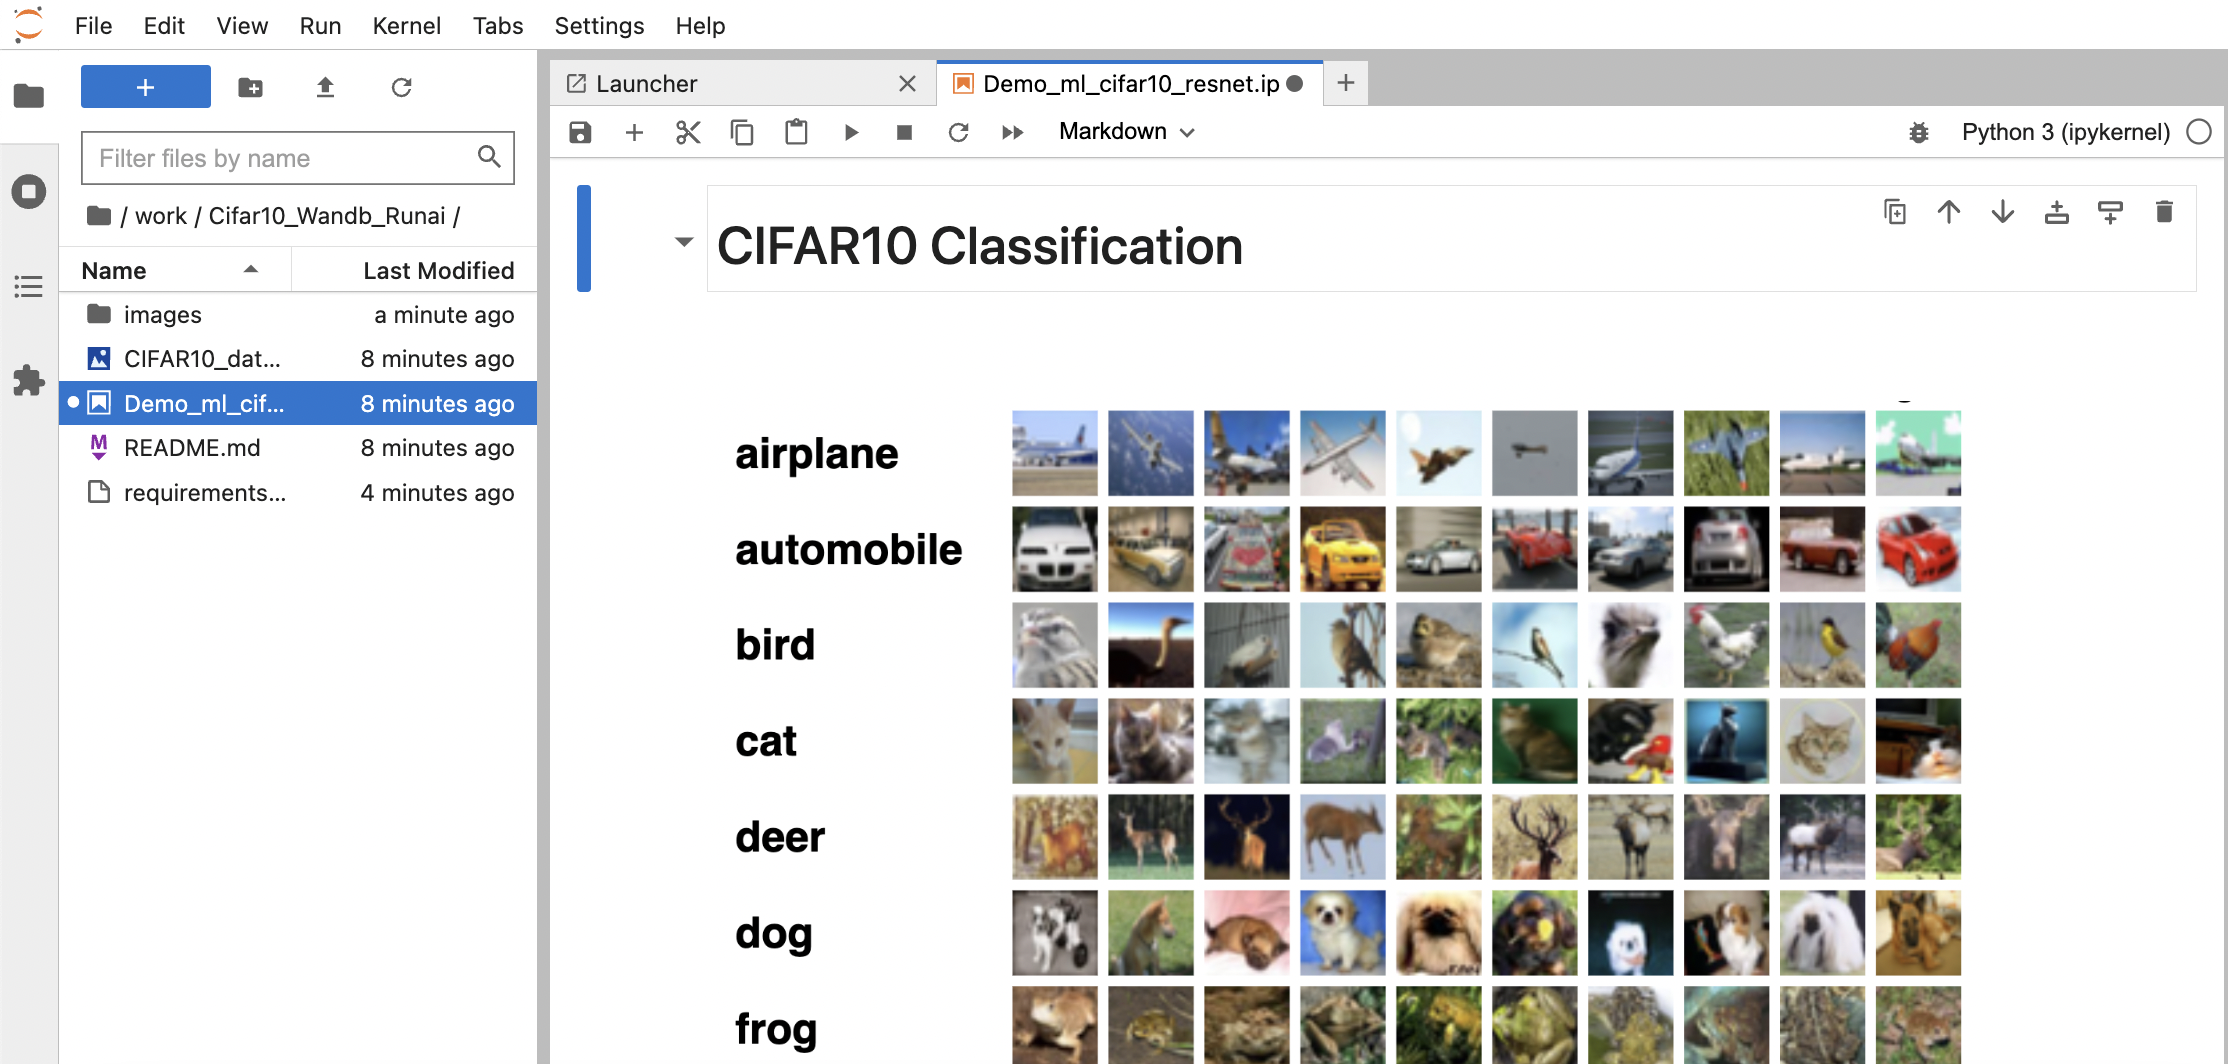 File Edit View Run Kernel Tabs Settings Help
Filter files by name
/ work / Cifar10_Wandb_Runai /
Name Last Modified
images a minute ago
CIFAR10_dat... 8 minutes ago
Demo_ml_cif... 8 minutes ago
README.md 8 minutes ago
requirements... 4 minutes ago
Launcher
Demo_ml_cifar10_resnet.ip
Markdown
Python 3 (ipykernel)
CIFAR10 Classification
airplane
automobile
bird
cat
deer
dog
frog